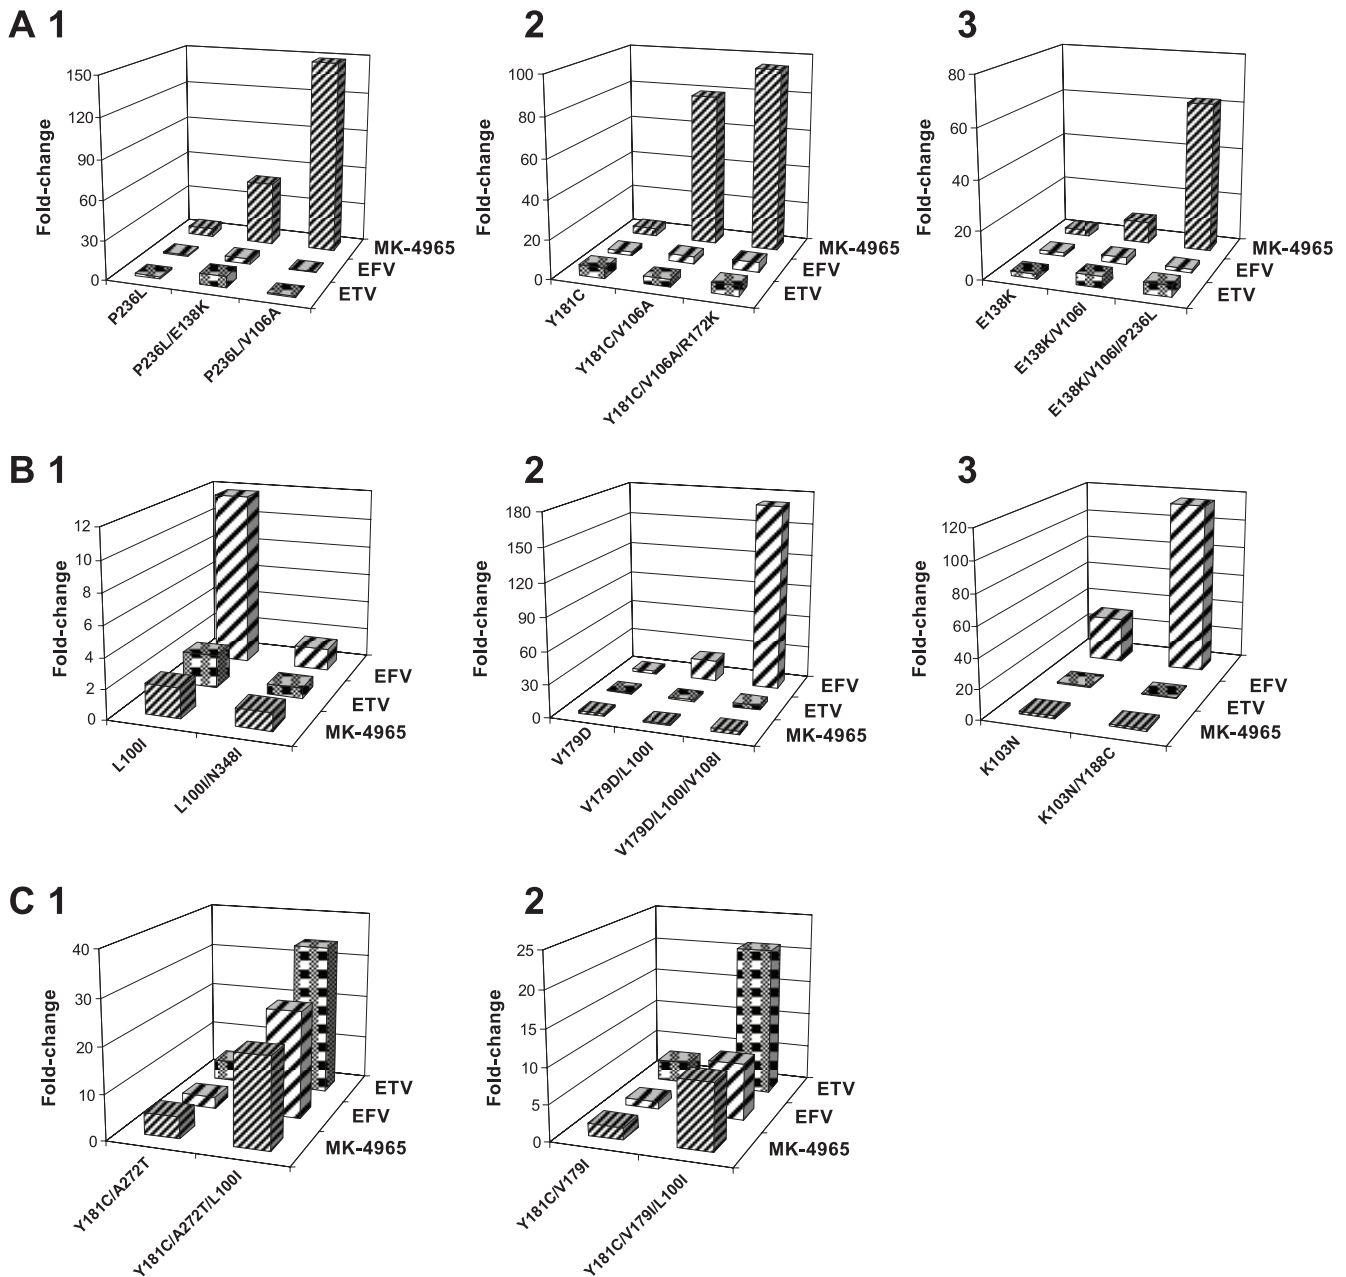 A 1
2
3
Fold-change
150
120
90
60
30
0
P236L
P236L/E138K
P236L/V106A
MK-4965
EFV
ETV
Fold-change
100
80
60
40
20
0
Y181C
Y181C/V106A
Y181C/V106A/R172K
MK-4965
EFV
ETV
Fold-change
80
60
40
20
0
E138K
E138K/V106I
E138K/V106I/P236L
MK-4965
EFV
ETV
B 1
2
3
Fold-change
12
10
8
6
4
2
0
L100I
L100I/N348I
EFV
ETV
MK-4965
Fold-change
180
150
120
90
60
30
0
V179D
V179D/L100I
V179D/L100I/V108I
EFV
ETV
MK-4965
Fold-change
120
100
80
60
40
20
0
K103N
K103N/Y188C
EFV
ETV
MK-4965
C 1
2
Fold-change
40
30
20
10
0
Y181C/A272T
Y181C/A272T/L100I
ETV
EFV
MK-4965
Fold-change
25
20
15
10
5
0
Y181C/V179I
Y181C/V179I/L100I
ETV
EFV
MK-4965